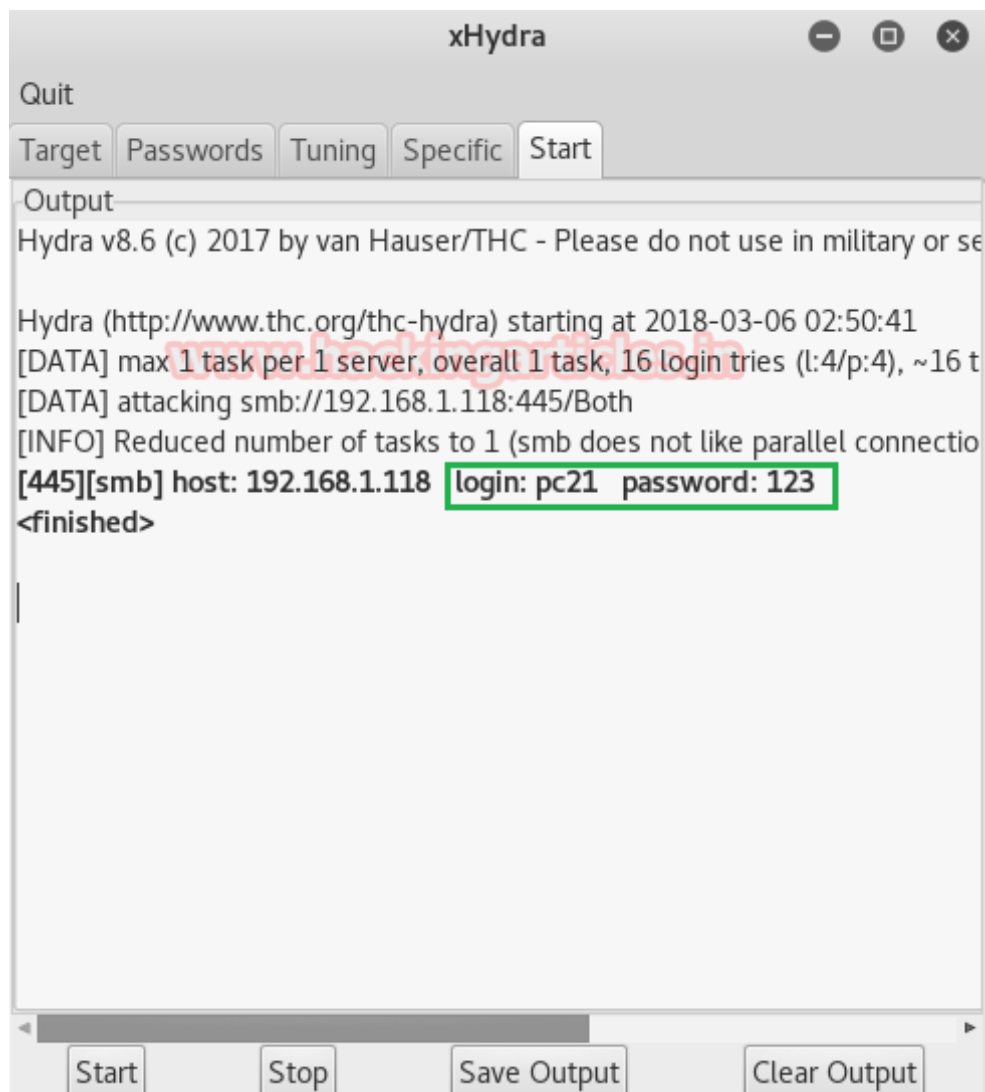 xHydra
Quit
Target Passwords Tuning Specific Start
Output
Hydra v8.6 (c) 2017 by van Hauser/THC - Please do not use in military or se
Hydra (http://www.thc.org/thc-hydra) starting at 2018-03-06 02:50:41
www.hackingarticles.in
[DATA] max 1 task per 1 server, overall 1 task, 16 login tries (l:4/p:4), ~16 t
[DATA] attacking smb://192.168.1.118:445/Both
[INFO] Reduced number of tasks to 1 (smb does not like parallel connectio
[445][smb] host: 192.168.1.118 login: pc21 password: 123
<finished>
Start Stop Save Output Clear Output